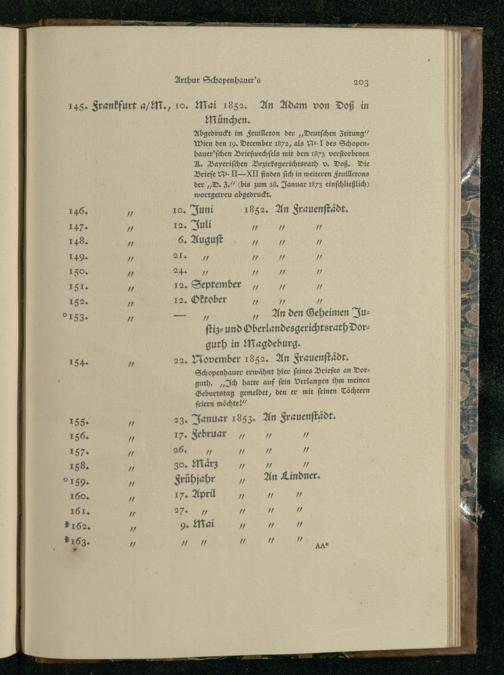 Arthur Schopenhauer's 203
145. Frankfurt a/M., 10. Mai 1852. An Adam von Doß in
München.
Abgedruckt im Feuilleton der „Deutschen Zeitung“
Wien den 19. December 1872, als Nr. I des Schopen-
hauer'schen Briefwechsels mit dem 1873 verstorbenen
K. Bayerischen Bezirksgerichtsrath v. Doß. Die
Briefe Nr. II—XII finden sich in weiteren Feuilletons
der „D. Z.“ (bis zum 28. Januar 1873 einschließlich)
wortgetreu abgedruckt.
146. „ 10. Juni 1852. An Frauenstädt.
147. „ 12. Juli „ „ „
148. „ 6. August „ „ „
149. „ 21. „ „ „ „
150. „ 24. „ „ „ „
151. „ 12. September „ „ „
152. „ 12. Oktober „ „ „
°153. „ — „ „ An den Geheimen Ju-
stiz- und Oberlandesgerichtsrath Dor-
guth in Magdeburg.
154. „ 22. November 1852. An Frauenstädt.
Schopenhauer erwähnt hier seines Briefes an Dor-
guth. „Ich hatte auf sein Verlangen ihm meinen
Geburtstag gemeldet, den er mit seinen Töchtern
feiern möchte!“
155. „ 23. Januar 1853. An Frauenstädt.
156. „ 17. Februar „ „ „
157. „ 26. „ „ „ „
158. „ 30. März „ „ „
°159. „ Frühjahr „ An Lindner.
160. „ 17. April „ „ „
161. „ 27. „ „ „ „
*162. „ 9. Mai „ „ „
*163. „ „ „ „ „ „
AA*